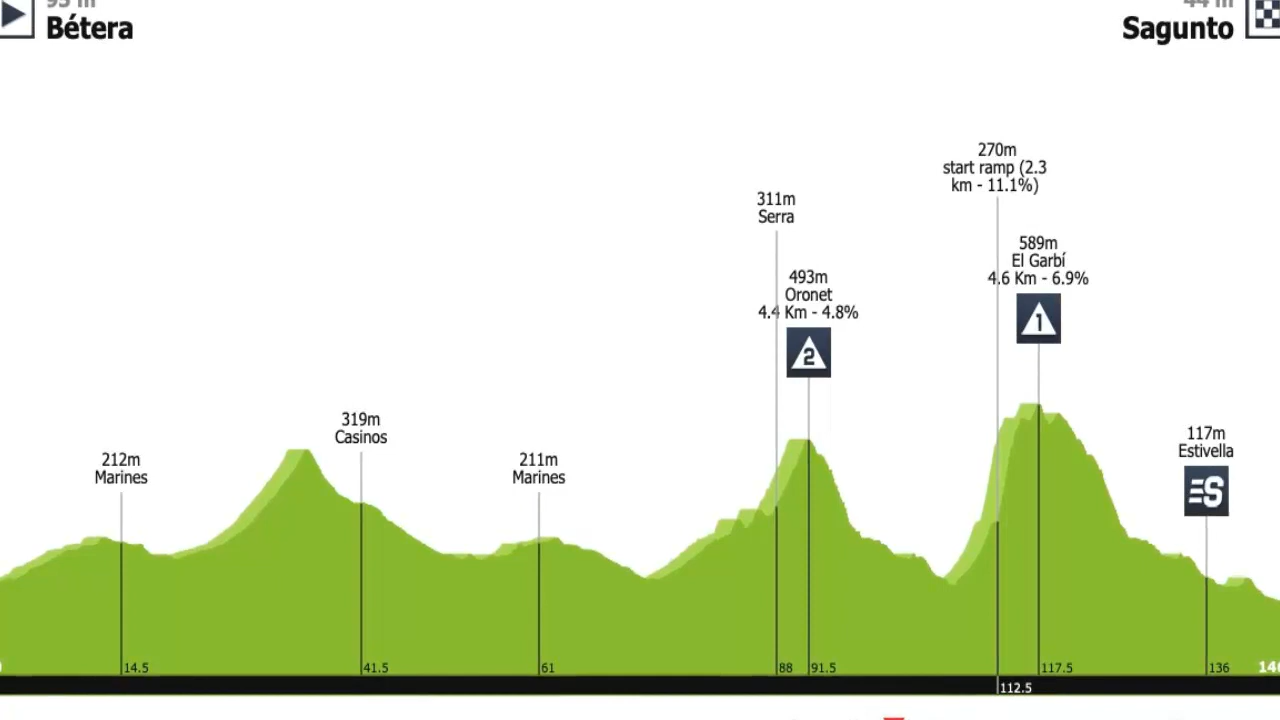 Bétera
Sagunto
270m
start ramp (2.3
km - 11.1%)
311m
Serra
589m
El Garbí
4.6 Km - 6.9%
493m
Oronet
4.4 Km - 4.8%
1
2
319m
Casinos
117m
Estivella
212m
Marines
211m
Marines
S
14.5
41.5
61
88
91.5
117.5
136
112.5